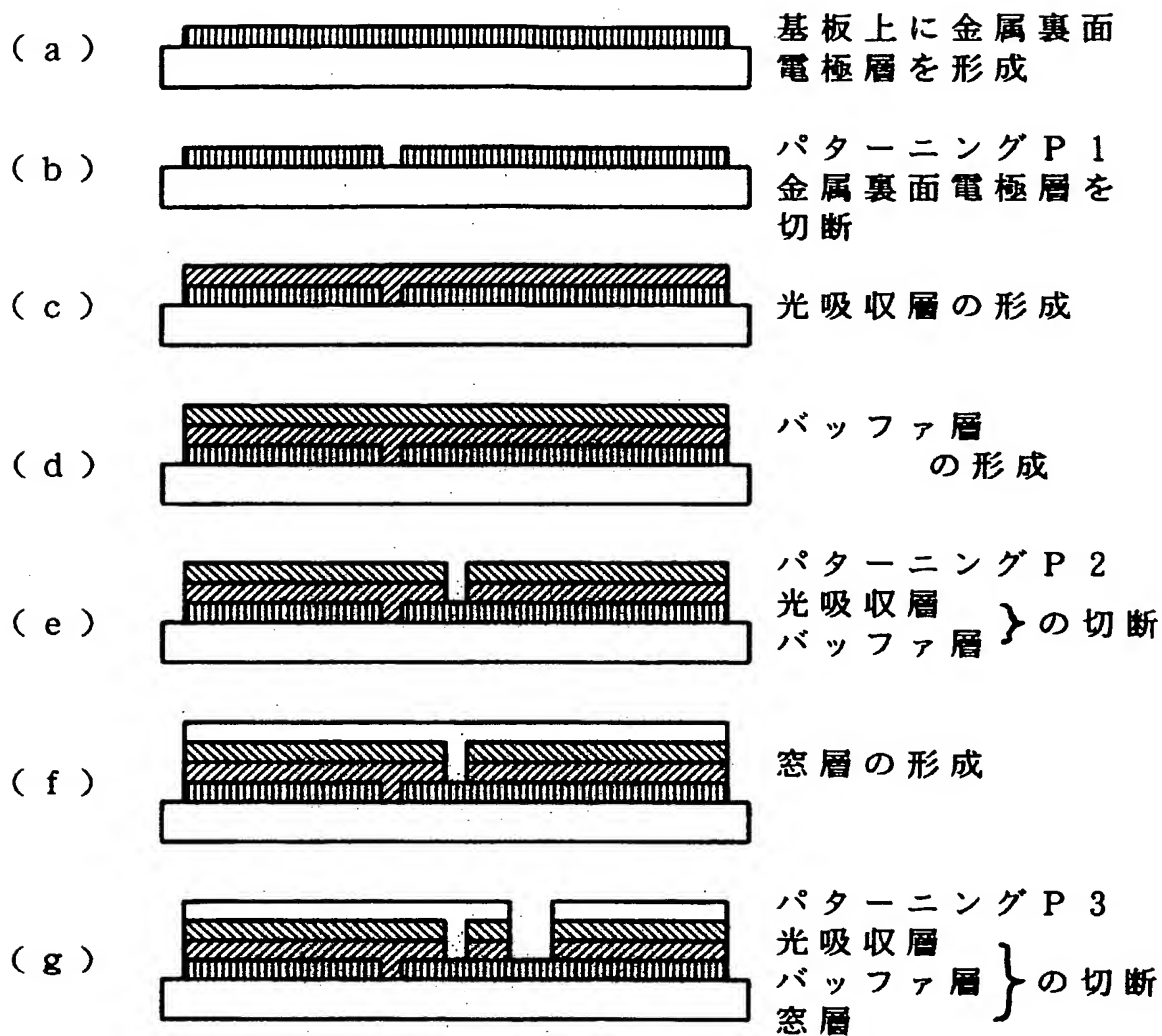 (a)
基板上に金属裏面
電極層を形成
(b)
パターニングP1
金属裏面電極層を
切断
(c)
光吸収層の形成
(d)
バッファ層
の形成
(e)
パターニングP2
光吸収層
バッファ層 } の切断
(f)
窓層の形成
(g)
パターニングP3
光吸収層
バッファ層 } の切断
窓層